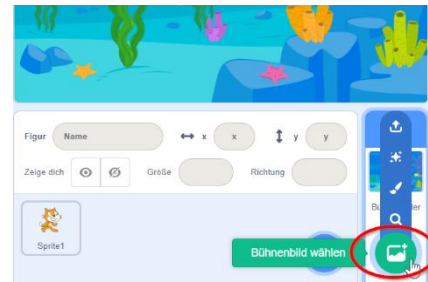 Figur Name x x y y
Zeige dich Größe Richtung
Sprite1
Bühnenbild wählen